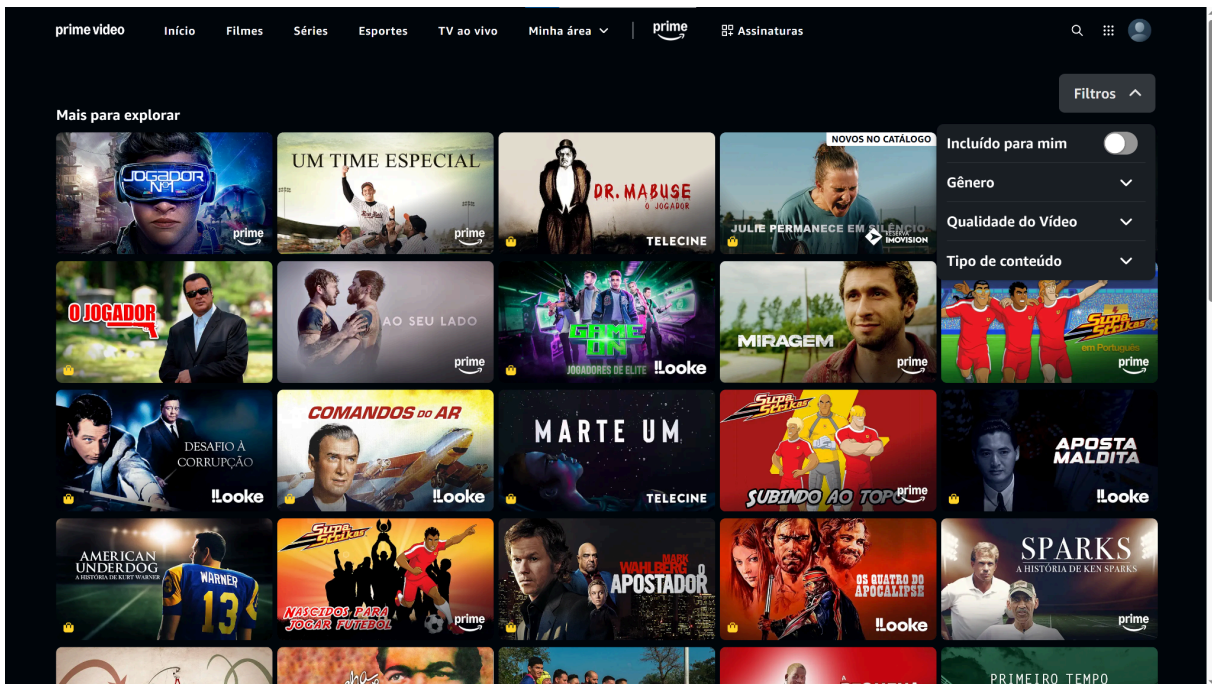 prime video
Início
Filmes
Séries
Esportes
TV ao vivo
Minha área
prime
Assinaturas
Filtros
Mais para explorar
Incluído para mim
Gênero
Qualidade do Vídeo
Tipo de conteúdo
JOGADOR
Nº1
prime
UM TIME ESPECIAL
prime
DR. MABUSE
O JOGADOR
TELECINE
NOVOS NO CATÁLOGO
JULIE PERMANECE EM SILÊNCIO
RESERVA
IMOVISION
O JOGADOR
AO SEU LADO
prime
GAME
ON
JOGADORES DE ELITE
Looke
MIRAGEM
prime
Supa
Strikas
em Português
prime
DESAFIO À
CORRUPÇÃO
Looke
COMANDOS DO AR
Looke
MARTE UM
TELECINE
Supa
Strikas
SUBINDO AO TOPO
prime
APOSTA
MALDITA
Looke
AMERICAN
UNDERDOG
A HISTÓRIA DE KURT WARNER
WARNER
13
Supa
Strikas
NASCIDOS PARA
JOGAR FUTEBOL
prime
MARK
WAHLBERG
O
APOSTADOR
OS QUATRO DO
APOCALIPSE
Looke
SPARKS
A HISTÓRIA DE KEN SPARKS
prime
PRIMEIRO TEMPO